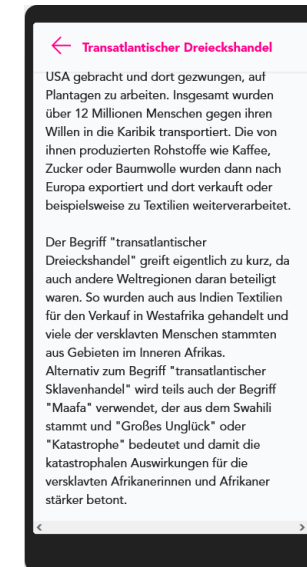 Transatlantischer Dreieckshandel
USA gebracht und dort gezwungen, auf
Plantagen zu arbeiten. Insgesamt wurden
über 12 Millionen Menschen gegen ihren
Willen in die Karibik transportiert. Die von
ihnen produzierten Rohstoffe wie Kaffee,
Zucker oder Baumwolle wurden dann nach
Europa exportiert und dort verkauft oder
beispielsweise zu Textilien weiterverarbeitet.
Der Begriff "transatlantischer
Dreieckshandel" greift eigentlich zu kurz, da
auch andere Weltregionen daran beteiligt
waren. So wurden auch aus Indien Textilien
für den Verkauf in Westafrika gehandelt und
viele der versklavten Menschen stammten
aus Gebieten im Inneren Afrikas.
Alternativ zum Begriff "transatlantischer
Sklavenhandel" wird teils auch der Begriff
"Maafa" verwendet, der aus dem Swahili
stammt und "Großes Unglück" oder
"Katastrophe" bedeutet und damit die
katastrophalen Auswirkungen für die
versklavten Afrikanerinnen und Afrikaner
stärker betont.